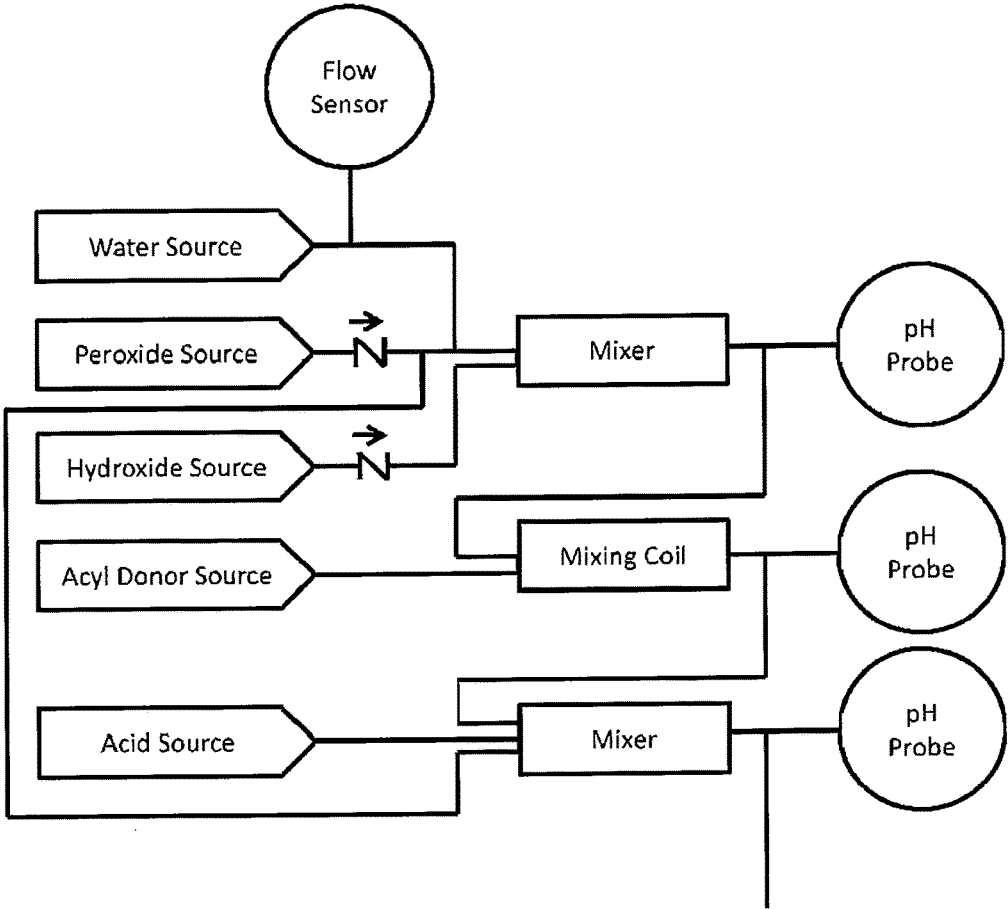 Flow
Sensor
Water Source
Peroxide Source
Mixer
pH
Probe
Hydroxide Source
Acyl Donor Source
Mixing Coil
pH
Probe
Acid Source
Mixer
pH
Probe